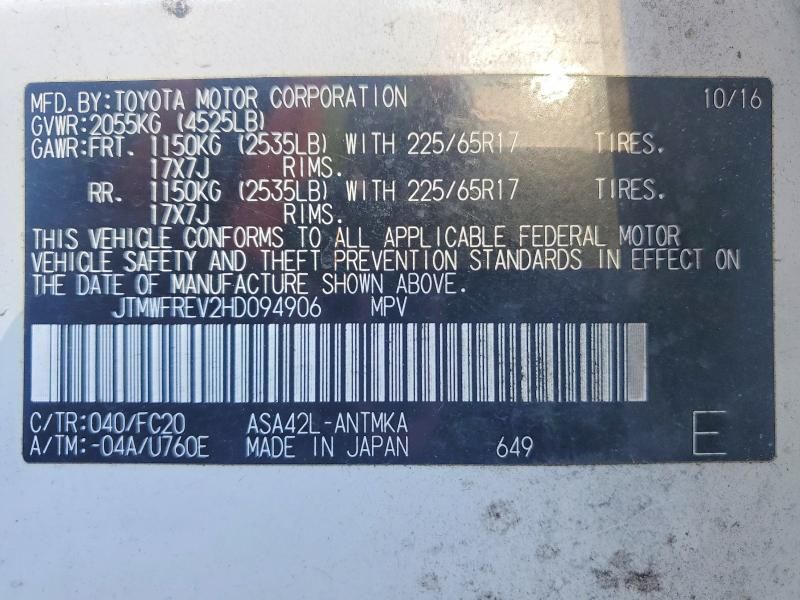 MFD. BY: TOYOTA MOTOR CORPORATION 10/16
GVWR: 2055KG (4525LB)
GAWR: FRT. 1150KG (2535LB) WITH 225/65R17 TIRES.
17X7J RIMS.
RR. 1150KG (2535LB) WITH 225/65R17 TIRES.
17X7J RIMS.
THIS VEHICLE CONFORMS TO ALL APPLICABLE FEDERAL MOTOR
VEHICLE SAFETY AND THEFT PREVENTION STANDARDS IN EFFECT ON
THE DATE OF MANUFACTURE SHOWN ABOVE.
JTMWFREV2HD094906 MPV
C/TR: 040/FC20 ASA42L-ANTMKA
A/TM: -04A/U760E MADE IN JAPAN 649 E